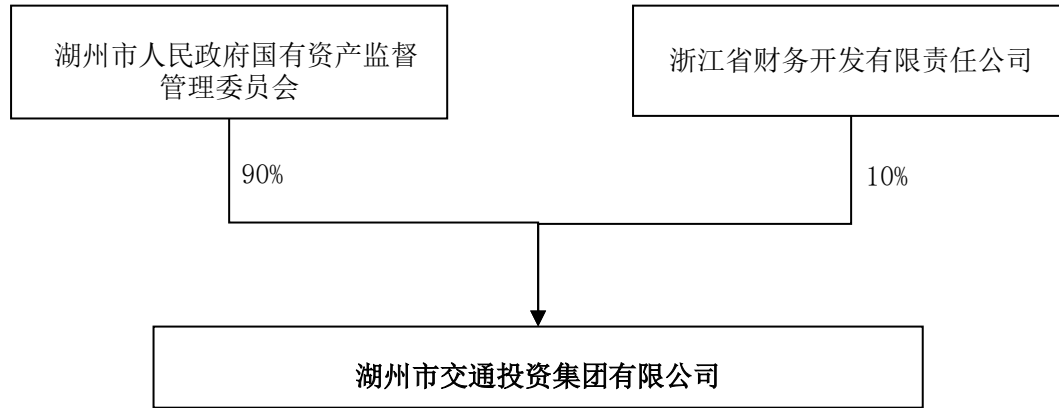 湖州市人民政府国有资产监督
管理委员会
浙江省财务开发有限责任公司
90%
10%
湖州市交通投资集团有限公司